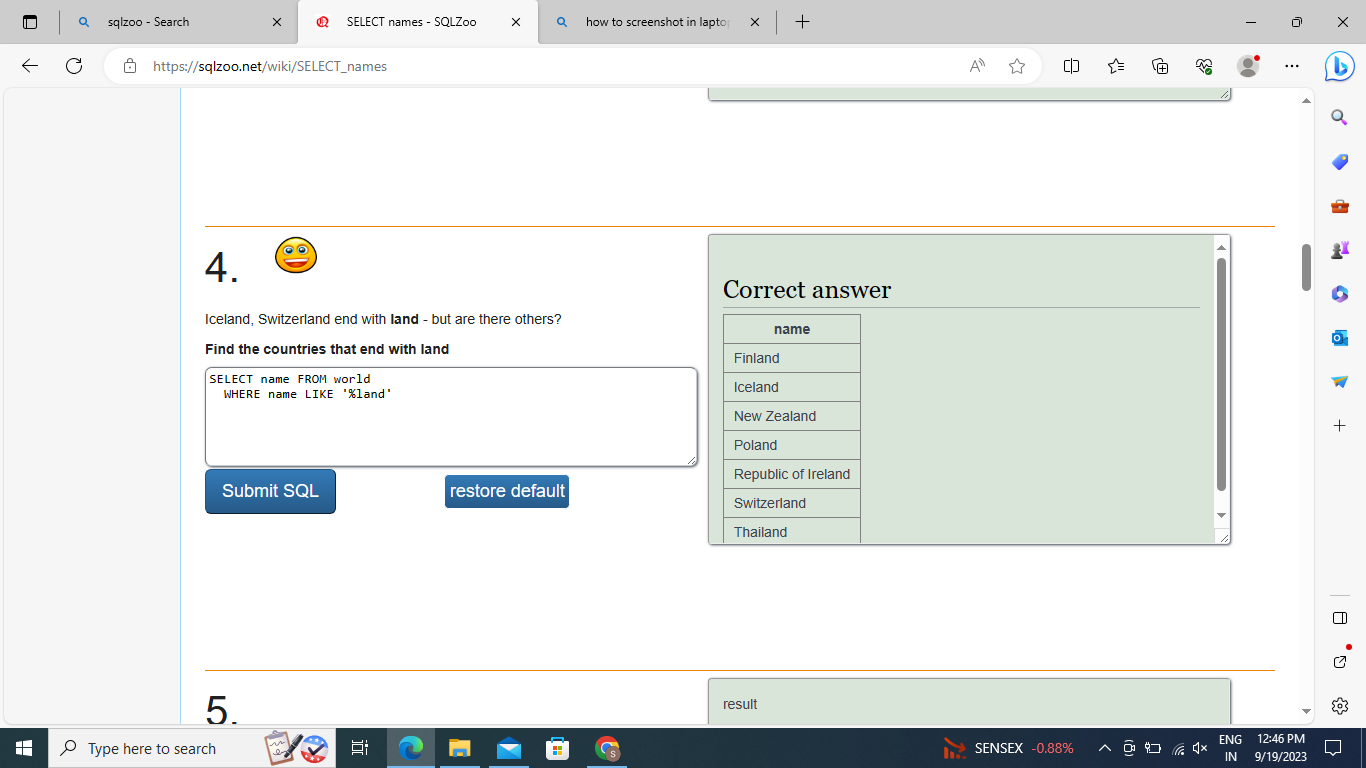 sqlzoo - Search
SELECT names - SQLZoo
how to screenshot in lapto
https://sqlzoo.net/wiki/SELECT_names
4.
Iceland, Switzerland end with land - but are there others?
Find the countries that end with land
SELECT name FROM world
WHERE name LIKE '%land'
Submit SQL
restore default
Correct answer
name
Finland
Iceland
New Zealand
Poland
Republic of Ireland
Switzerland
Thailand
5.
result
Type here to search
SENSEX -0.88%
ENG
IN
12:46 PM
9/19/2023